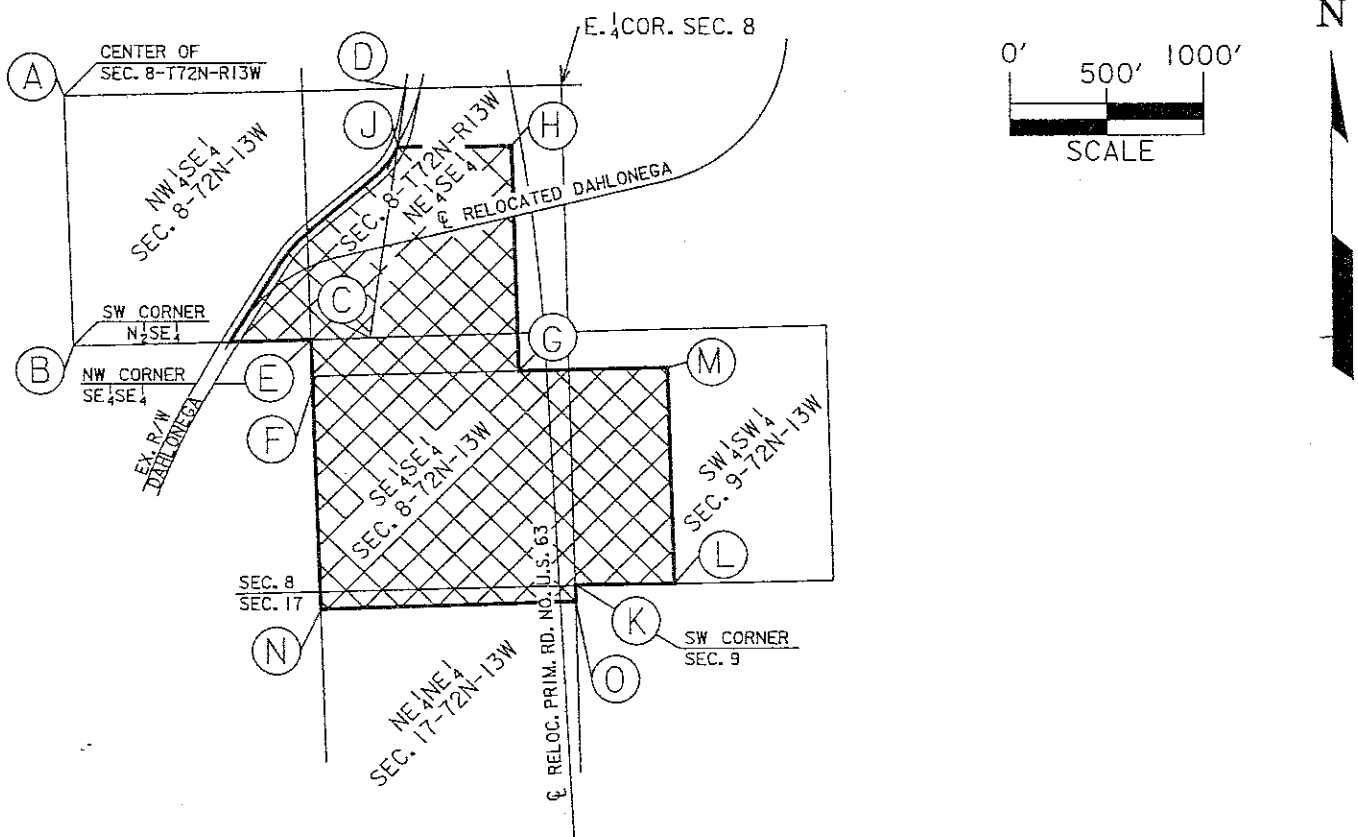 E. 1/4 COR. SEC. 8
N
CENTER OF
SEC. 8-T72N-R13W
A
D
0' 500' 1000'
SCALE
J
H
NW 1/4 SE 1/4
SEC. 8-72N-13W
SEC. 8-T72N-R13W
NE 1/4 SE 1/4
℄ RELOCATED DAHLONEGA
C
SW CORNER
N 1/2 SE 1/4
B
G
M
NW CORNER
SE 1/4 SE 1/4
E
F
EX. R/W
DAHLONEGA
SE 1/4 SE 1/4
SEC. 8-72N-13W
SW 1/4 SW 1/4
SEC. 9-72N-13W
L
SEC. 8
SEC. 17
N
K
SW CORNER
SEC. 9
O
℄ RELOC. PRIM. RD. NO. U.S. 63
NE 1/4 NE 1/4
SEC. 17-72N-13W